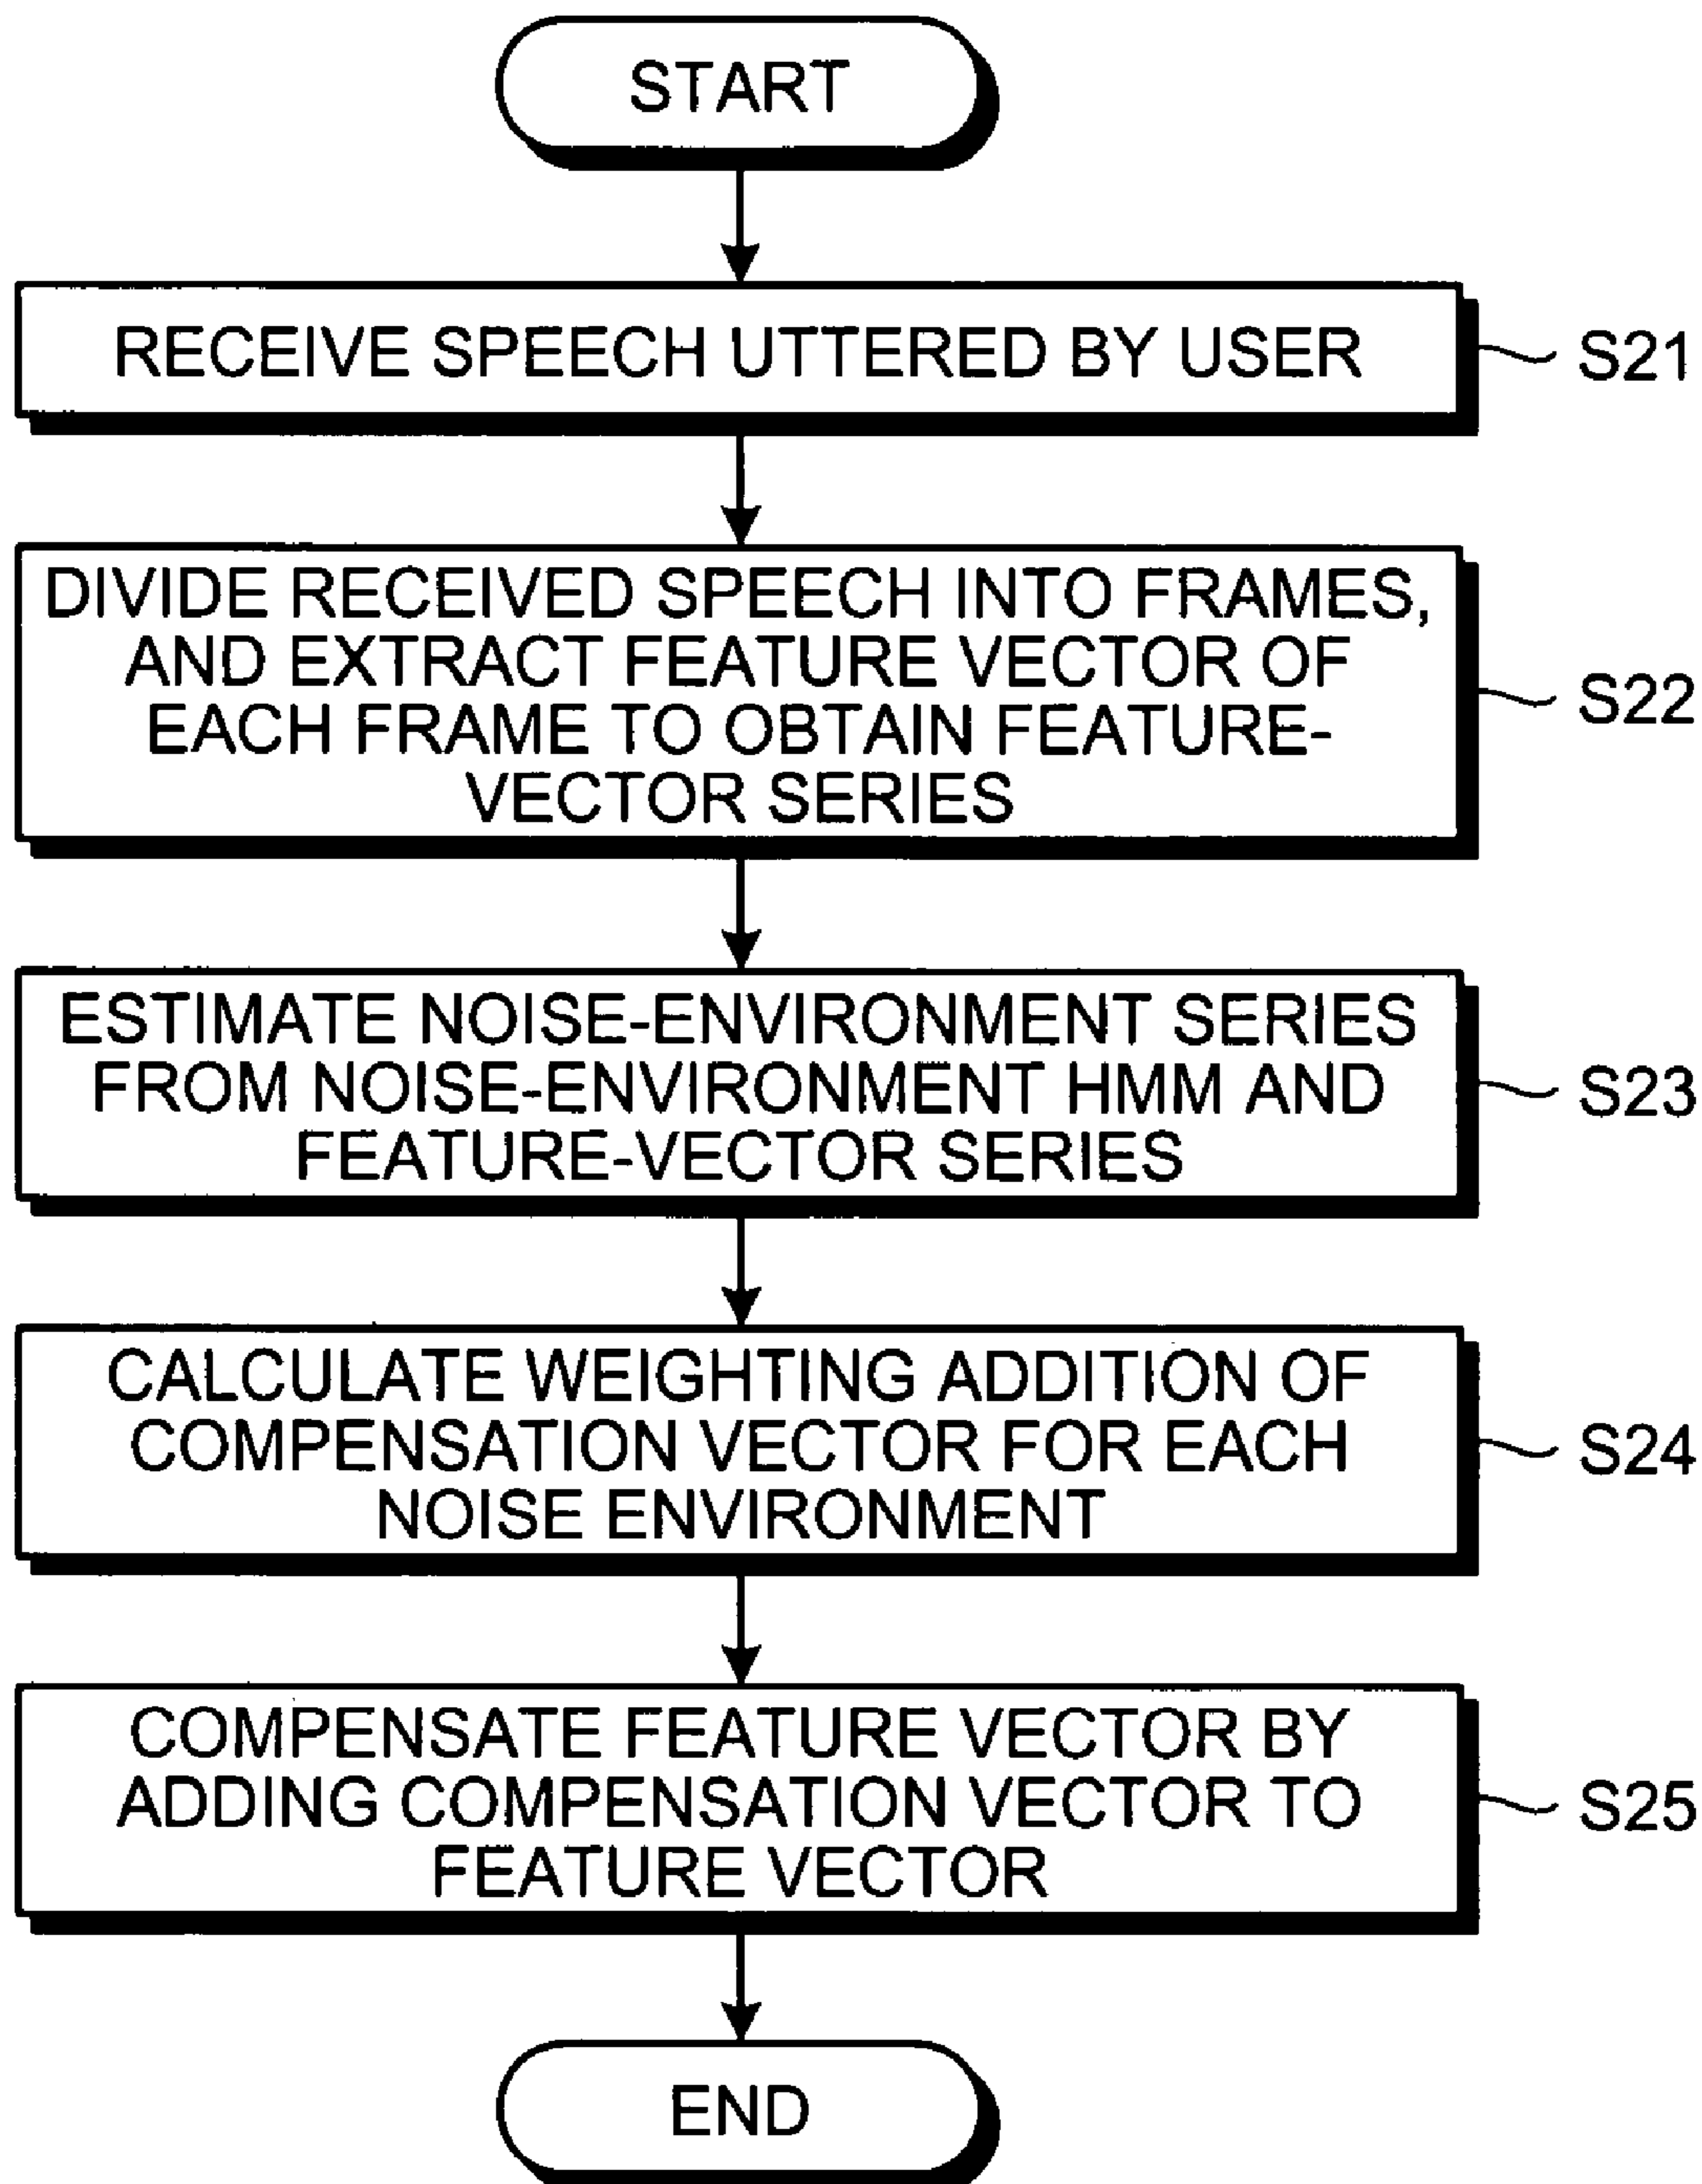 START
RECEIVE SPEECH UTTERED BY USER
S21
DIVIDE RECEIVED SPEECH INTO FRAMES,
AND EXTRACT FEATURE VECTOR OF
EACH FRAME TO OBTAIN FEATURE-
VECTOR SERIES
S22
ESTIMATE NOISE-ENVIRONMENT SERIES
FROM NOISE-ENVIRONMENT HMM AND
FEATURE-VECTOR SERIES
S23
CALCULATE WEIGHTING ADDITION OF
COMPENSATION VECTOR FOR EACH
NOISE ENVIRONMENT
S24
COMPENSATE FEATURE VECTOR BY
ADDING COMPENSATION VECTOR TO
FEATURE VECTOR
S25
END